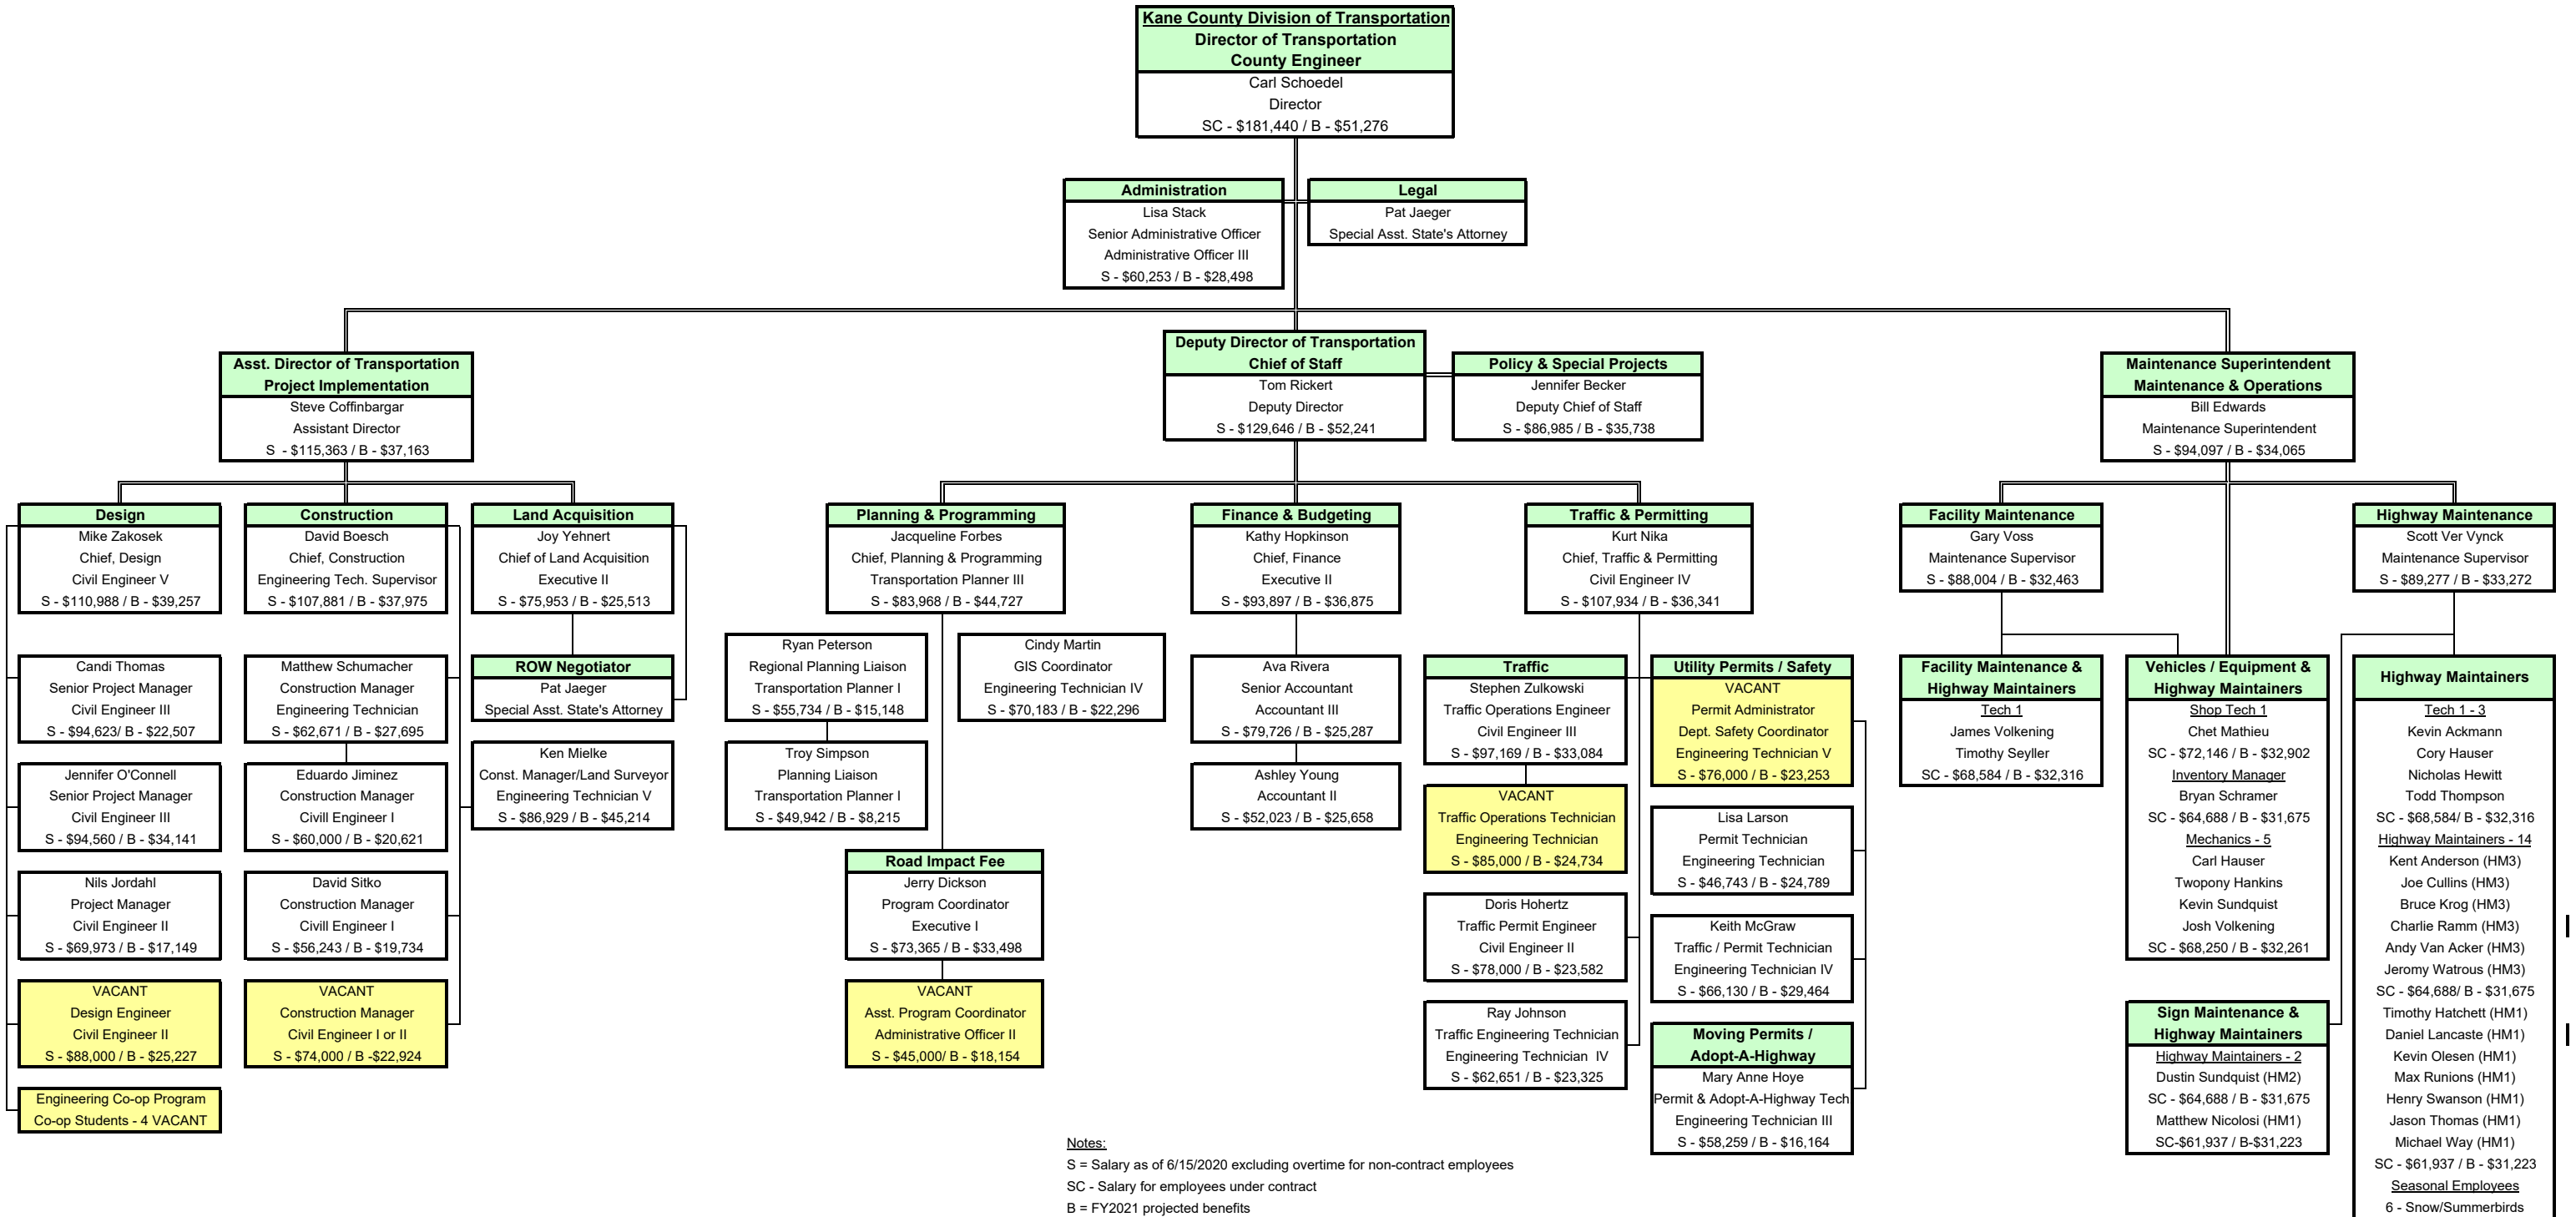 Kane County Division of Transportation
Director of Transportation
County Engineer
Carl Schoedel
Director
SC - $181,440 / B - $51,276
Administration
Lisa Stack
Senior Administrative Officer
Administrative Officer III
S - $60,253 / B - $28,498
Legal
Pat Jaeger
Special Asst. State's Attorney
Asst. Director of Transportation
Project Implementation
Steve Coffinbargar
Assistant Director
S  - $115,363 / B - $37,163
Deputy Director of Transportation
Chief of Staff
Tom Rickert
Deputy Director
S - $129,646 / B - $52,241
Policy & Special Projects
Jennifer Becker
Deputy Chief of Staff
S - $86,985 / B - $35,738
Maintenance Superintendent
Maintenance & Operations
Bill Edwards
Maintenance Superintendent
S - $94,097 / B - $34,065
Design
Mike Zakosek
Chief, Design
Civil Engineer V
S - $110,988 / B - $39,257
Candi Thomas
Senior Project Manager
Civil Engineer III
S - $94,623/ B - $22,507
Jennifer O'Connell
Senior Project Manager
Civil Engineer III
S - $94,560 / B - $34,141
Nils Jordahl
Project Manager
Civil Engineer II
S - $69,973 / B - $17,149
VACANT
Design Engineer
Civil Engineer II
S - $88,000 / B - $25,227
Engineering Co-op Program
Co-op Students - 4 VACANT
Construction
David Boesch
Chief, Construction
Engineering Tech. Supervisor
S - $107,881 / B - $37,975
Matthew Schumacher
Construction Manager
Engineering Technician
S - $62,671 / B - $27,695
Eduardo Jiminez
Construction Manager
Civill Engineer I
S - $60,000 / B - $20,621
David Sitko
Construction Manager
Civill Engineer I
S - $56,243 / B - $19,734
VACANT
Construction Manager
Civil Engineer I or II
S - $74,000 / B -$22,924
Land Acquisition
Joy Yehnert
Chief of Land Acquisition
Executive II
S - $75,953 / B - $25,513
ROW Negotiator
Pat Jaeger
Special Asst. State's Attorney
Ken Mielke
Const. Manager/Land Surveyor
Engineering Technician V
S - $86,929 / B - $45,214
Planning & Programming
Jacqueline Forbes
Chief, Planning & Programming
Transportation Planner III
S - $83,968 / B - $44,727
Ryan Peterson
Regional Planning Liaison
Transportation Planner I
S - $55,734 / B - $15,148
Cindy Martin
GIS Coordinator
Engineering Technician IV
S - $70,183 / B - $22,296
Troy Simpson
Planning Liaison
Transportation Planner I
S - $49,942 / B - $8,215
Road Impact Fee
Jerry Dickson
Program Coordinator
Executive I
S - $73,365 / B - $33,498
VACANT
Asst. Program Coordinator
Administrative Officer II
S - $45,000/ B - $18,154
Finance & Budgeting
Kathy Hopkinson
Chief, Finance
Executive II
S - $93,897 / B - $36,875
Ava Rivera
Senior Accountant
Accountant III
S - $79,726 / B - $25,287
Ashley Young
Accountant II
S - $52,023 / B - $25,658
Traffic & Permitting
Kurt Nika
Chief, Traffic & Permitting
Civil Engineer IV
S - $107,934 / B - $36,341
Traffic
Stephen Zulkowski
Traffic Operations Engineer
Civil Engineer III
S - $97,169 / B - $33,084
VACANT
Traffic Operations Technician
Engineering Technician
S - $85,000 / B - $24,734
Doris Hohertz
Traffic Permit Engineer
Civil Engineer II
S - $78,000 / B - $23,582
Ray Johnson
Traffic Engineering Technician
Engineering Technician  IV
S - $62,651 / B - $23,325
Utility Permits / Safety
VACANT
Permit Administrator
Dept. Safety Coordinator
Engineering Technician V
S - $76,000 / B - $23,253
Lisa Larson
Permit Technician
Engineering Technician
S - $46,743 / B - $24,789
Keith McGraw
Traffic / Permit Technician
Engineering Technician IV
S - $66,130 / B - $29,464
Moving Permits /
Adopt-A-Highway
Mary Anne Hoye
Permit & Adopt-A-Highway Tech
Engineering Technician III
S - $58,259 / B - $16,164
Facility Maintenance
Gary Voss
Maintenance Supervisor
S - $88,004 / B - $32,463
Facility Maintenance &
Highway Maintainers
Tech 1
James Volkening
Timothy Seyller
SC - $68,584 / B - $32,316
Vehicles / Equipment &
Highway Maintainers
Shop Tech 1
Chet Mathieu
SC - $72,146 / B - $32,902
Inventory Manager
Bryan Schramer
SC - $64,688 / B - $31,675
Mechanics - 5
Carl Hauser
Twopony Hankins
Kevin Sundquist
Josh Volkening
SC - $68,250 / B - $32,261
Sign Maintenance &
Highway Maintainers
Highway Maintainers - 2
Dustin Sundquist (HM2)
SC - $64,688 / B - $31,675
Matthew Nicolosi (HM1)
SC-$61,937 / B-$31,223
Highway Maintenance
Scott Ver Vynck
Maintenance Supervisor
S - $89,277 / B - $33,272
Highway Maintainers
Tech 1 - 3
Kevin Ackmann
Cory Hauser
Nicholas Hewitt
Todd Thompson
SC - $68,584/ B - $32,316
Highway Maintainers - 14
Kent Anderson (HM3)
Joe Cullins (HM3)
Bruce Krog (HM3)
Charlie Ramm (HM3)
Andy Van Acker (HM3)
Jeromy Watrous (HM3)
SC - $64,688/ B - $31,675
Timothy Hatchett (HM1)
Daniel Lancaste (HM1)
Kevin Olesen (HM1)
Max Runions (HM1)
Henry Swanson (HM1)
Jason Thomas (HM1)
Michael Way (HM1)
SC - $61,937 / B - $31,223
Seasonal Employees
6 - Snow/Summerbirds
Notes:
S = Salary as of 6/15/2020 excluding overtime for non-contract employees
SC - Salary for employees under contract
B = FY2021 projected benefits